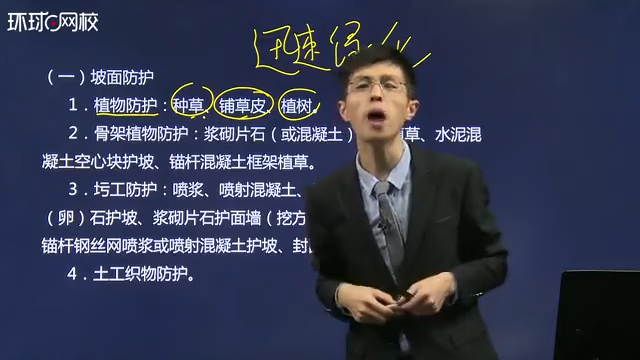 环球网校
迅速绿化
（一）坡面防护
1．植物防护：种草、铺草皮、植树。
2．骨架植物防护：浆砌片石（或混凝土）草、水泥混
凝土空心块护坡、锚杆混凝土框架植草。
3．圬工防护：喷浆、喷射混凝土、
（卵）石护坡、浆砌片石护面墙（挖方
锚杆钢丝网喷浆或喷射混凝土护坡、封
4．土工织物防护。